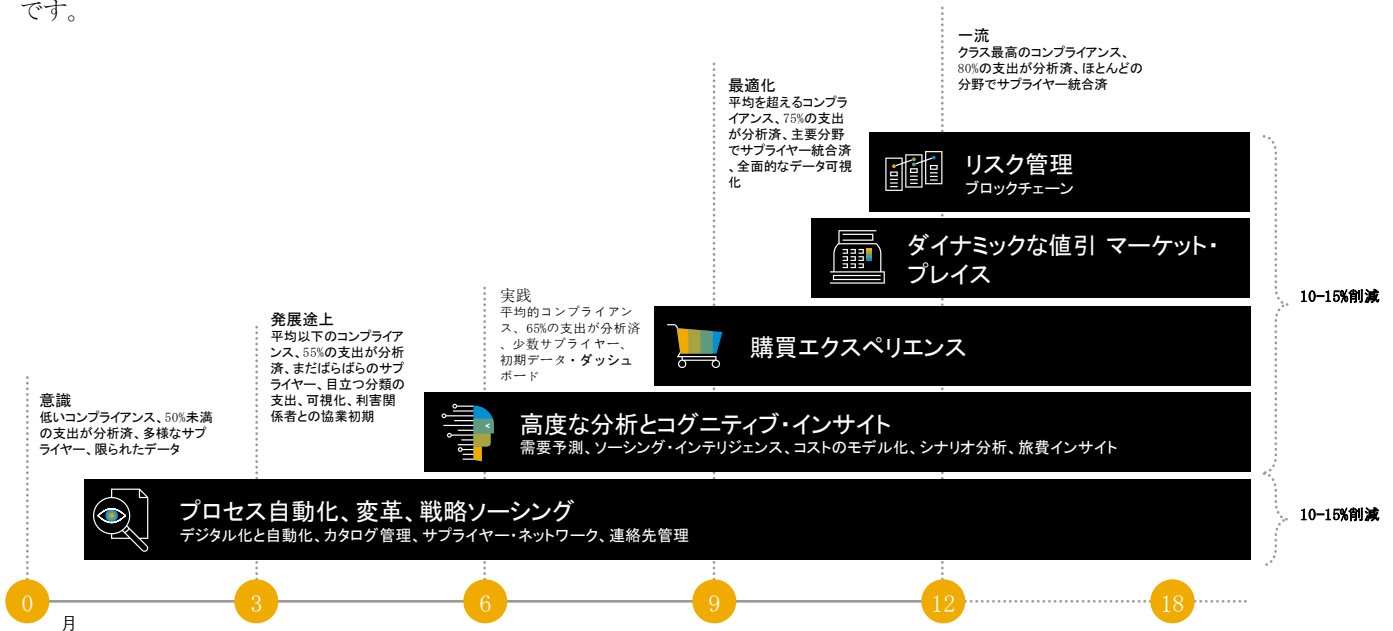 です。
一流
クラス最高のコンプライアンス、
80%の支出が分析済、ほとんどの
分野でサプライヤー統合済
最適化
平均を超えるコンプラ
イアンス、75%の支出
が分析済、主要分野
でサプライヤー統合済
、全面的なデータ可視
化
リスク管理
ブロックチェーン
ダイナミックな値引 マーケット・
プレイス
10-15%削減
実践
平均的コンプライアン
ス、65%の支出が分析済
、少数サプライヤー、
初期データ・ダッシュ
ボード
購買エクスペリエンス
発展途上
平均以下のコンプライア
ンス、55%の支出が分析
済、まだばらばらのサプ
ライヤー、目立つ分類の
支出、可視化、利害関
係者との協業初期
意識
低いコンプライアンス、50%未満
の支出が分析済、多様なサプ
ライヤー、限られたデータ
高度な分析とコグニティブ・インサイト
需要予測、ソーシング・インテリジェンス、コストのモデル化、シナリオ分析、旅費インサイト
プロセス自動化、変革、戦略ソーシング
デジタル化と自動化、カタログ管理、サプライヤー・ネットワーク、連絡先管理
10-15%削減
0 3 6 9 12 18
月